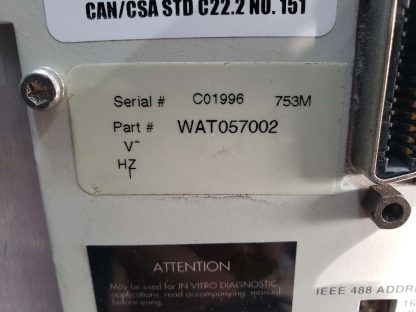 CAN/CSA STD C22.2 NO. 151
Serial # C01996 753M
Part # WAT057002
V~
HZ
F
ATTENTION
May be used for IN VITRO DIAGNOSTIC
applications, read accompanying manual
before using.
IEEE 488 ADDR
16